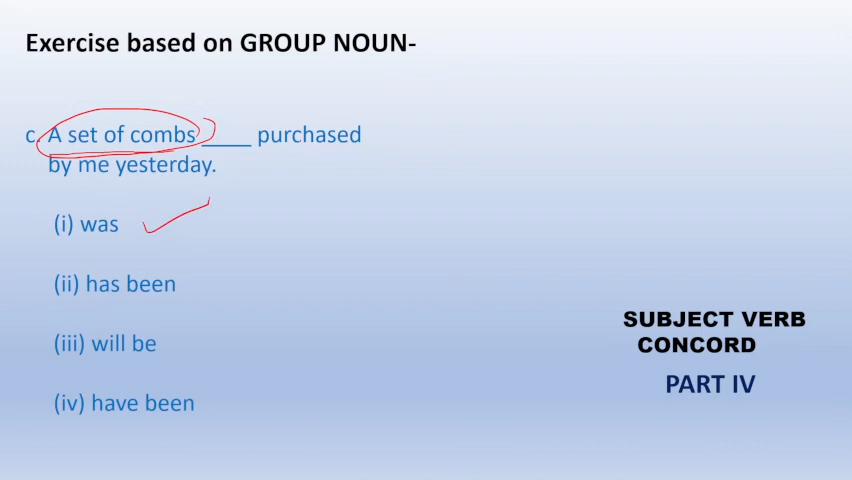 Exercise based on GROUP NOUN-
c. A set of combs ____ purchased
by me yesterday.
(i) was
(ii) has been
(iii) will be
(iv) have been
SUBJECT VERB
CONCORD
PART IV